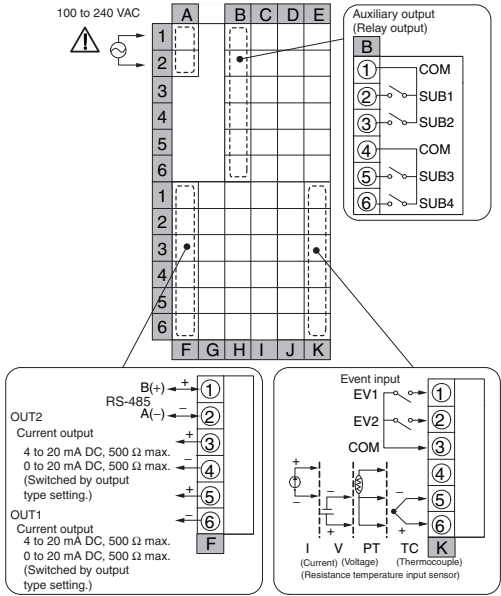 100 to 240 VAC
A B C D E
1
2
3
4
5
6
1
2
3
4
5
6
F G H I J K
Auxiliary output
(Relay output)
B
1 COM
2 SUB1
3 SUB2
4 COM
5 SUB3
6 SUB4
B(+) + 1
RS-485
A(−) − 2
OUT2
Current output
+ 3
4 to 20 mA DC, 500 Ω max.
− 4
0 to 20 mA DC, 500 Ω max.
(Switched by output
type setting.)
+ 5
OUT1
− 6
Current output
4 to 20 mA DC, 500 Ω max.
F
0 to 20 mA DC, 500 Ω max.
(Switched by output
type setting.)
Event input
EV1 1
EV2 2
COM 3
4
5
6
+ − − + − +
I V PT TC K
(Current) (Voltage) (Thermocouple)
(Resistance temperature input sensor)